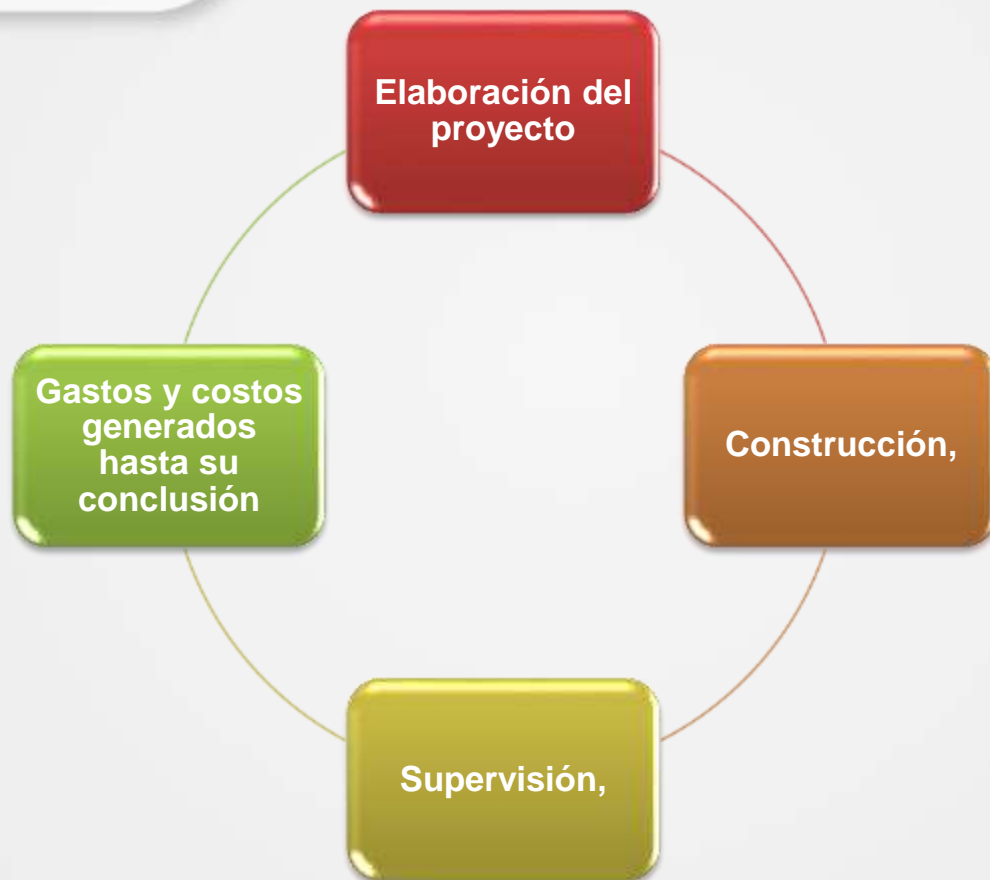 Elaboración del
proyecto
Gastos y costos
generados
hasta su
conclusión
Construcción,
Supervisión,